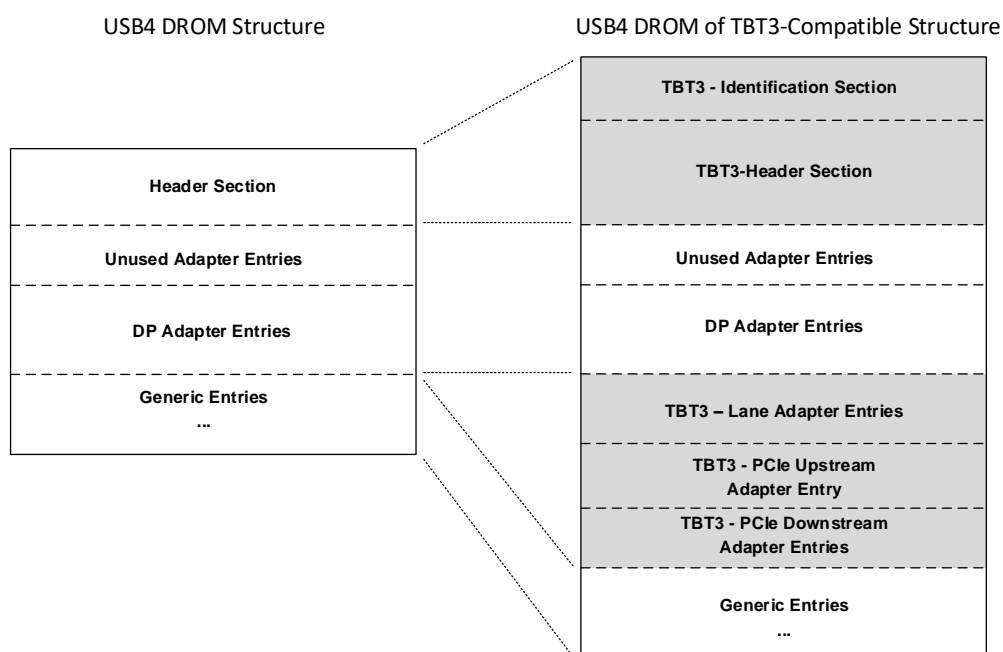 USB4 DROM Structure
USB4 DROM of TBT3-Compatible Structure
Header Section
Unused Adapter Entries
DP Adapter Entries
Generic Entries
...
TBT3 - Identification Section
TBT3-Header Section
Unused Adapter Entries
DP Adapter Entries
TBT3 – Lane Adapter Entries
TBT3 - PCIe Upstream
Adapter Entry
TBT3 - PCIe Downstream
Adapter Entries
Generic Entries
...